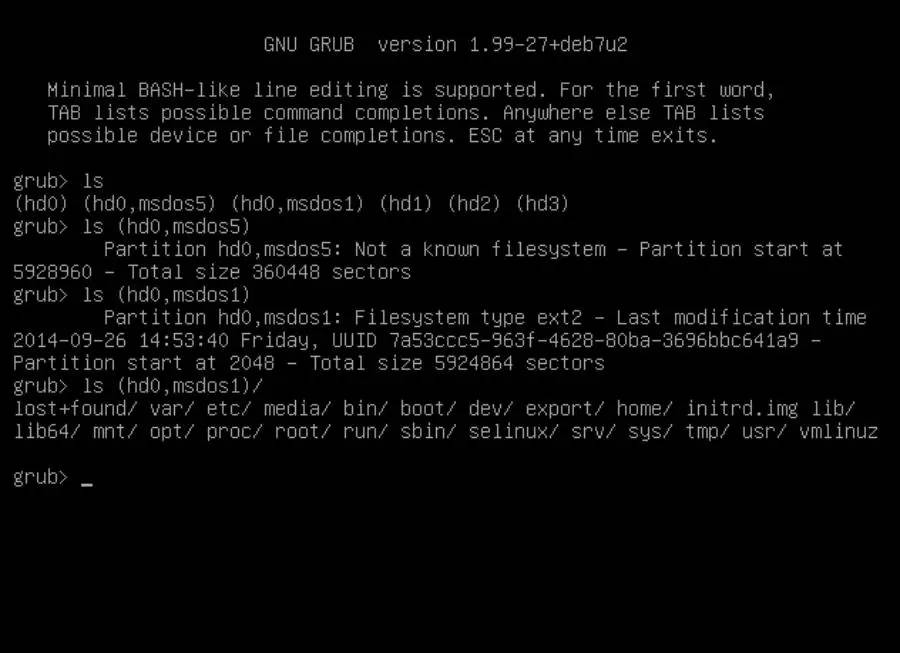 GNU GRUB  version 1.99-27+deb7u2
Minimal BASH-like line editing is supported. For the first word,
TAB lists possible command completions. Anywhere else TAB lists
possible device or file completions. ESC at any time exits.
grub> ls
(hd0) (hd0,msdos5) (hd0,msdos1) (hd1) (hd2) (hd3)
grub> ls (hd0,msdos5)
Partition hd0,msdos5: Not a known filesystem - Partition start at
5928960 - Total size 360448 sectors
grub> ls (hd0,msdos1)
Partition hd0,msdos1: Filesystem type ext2 - Last modification time
2014-09-26 14:53:40 Friday, UUID 7a53ccc5-963f-4628-80ba-3696bbc641a9 -
Partition start at 2048 - Total size 5924864 sectors
grub> ls (hd0,msdos1)/
lost+found/ var/ etc/ media/ bin/ boot/ dev/ export/ home/ initrd.img lib/
lib64/ mnt/ opt/ proc/ root/ run/ sbin/ selinux/ srv/ sys/ tmp/ usr/ vmlinuz
grub> _